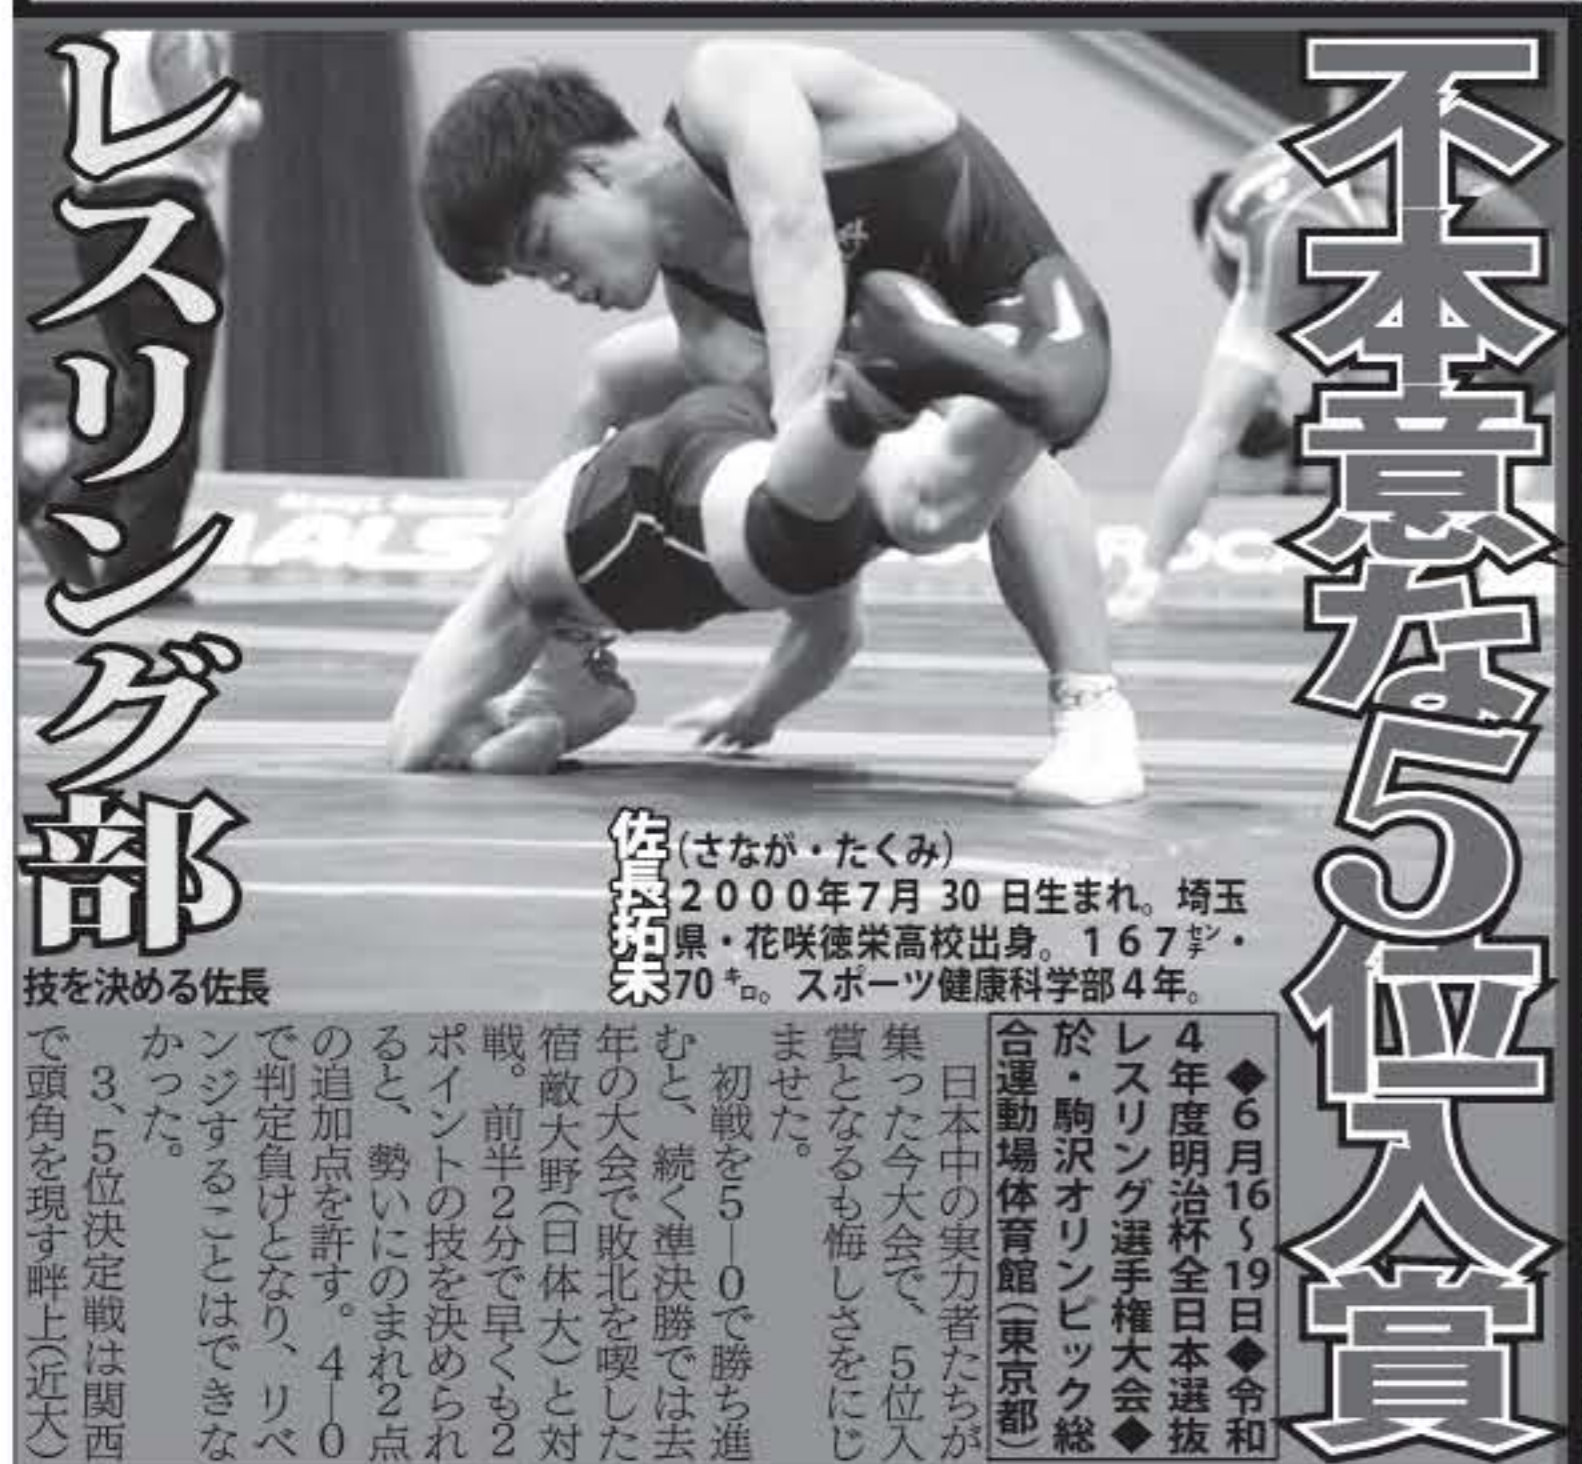 不本意な5位入賞
レスリング部
技を決める佐長
佐長拓未
(さなが・たくみ)
2000年7月30日生まれ。埼玉
県・花咲徳栄高校出身。167センチ・
70キロ。スポーツ健康科学部4年。
◆6月16〜19日◆令和
4年度明治杯全日本選抜
レスリング選手権大会◆
於・駒沢オリンピック総
合運動場体育館(東京都)
日本中の実力者たちが
集った今大会で、5位入
賞となるも悔しさをにじ
ませた。
初戦を5―0で勝ち進
むと、続く準決勝では去
年の大会で敗北を喫した
宿敵大野(日体大)と対
戦。前半2分で早くも2
ポイントの技を決められ
ると、勢いにのまれ2点
の追加点を許す。4―0
で判定負けとなり、リベ
ンジすることはできな
かった。
3、5位決定戦は関西
で頭角を現す畔上(近大)